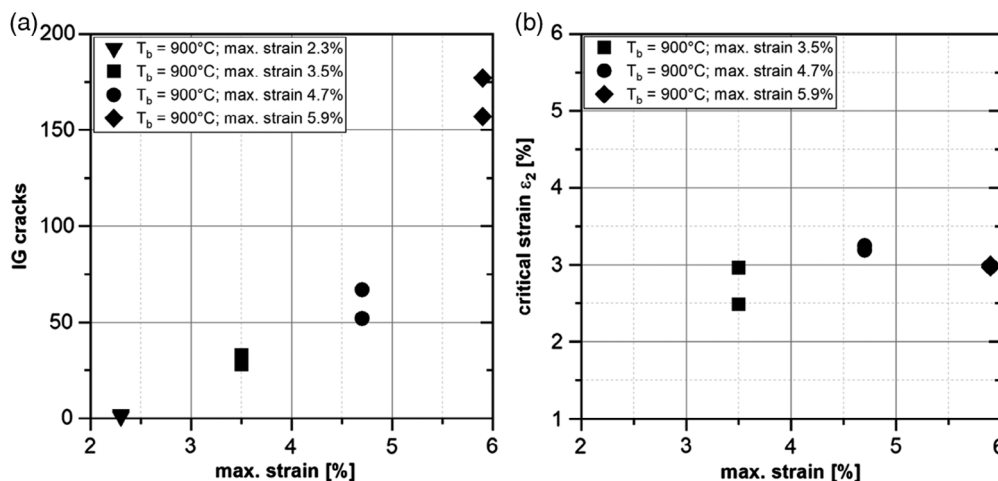 (a)
200
150
100
50
0
IG cracks
▼ T_b = 900°C; max. strain 2.3%
■ T_b = 900°C; max. strain 3.5%
● T_b = 900°C; max. strain 4.7%
◆ T_b = 900°C; max. strain 5.9%
2 3 4 5 6
max. strain [%]
(b)
6
5
4
3
2
1
critical strain ε₂ [%]
■ T_b = 900°C; max. strain 3.5%
● T_b = 900°C; max. strain 4.7%
◆ T_b = 900°C; max. strain 5.9%
2 3 4 5 6
max. strain [%]